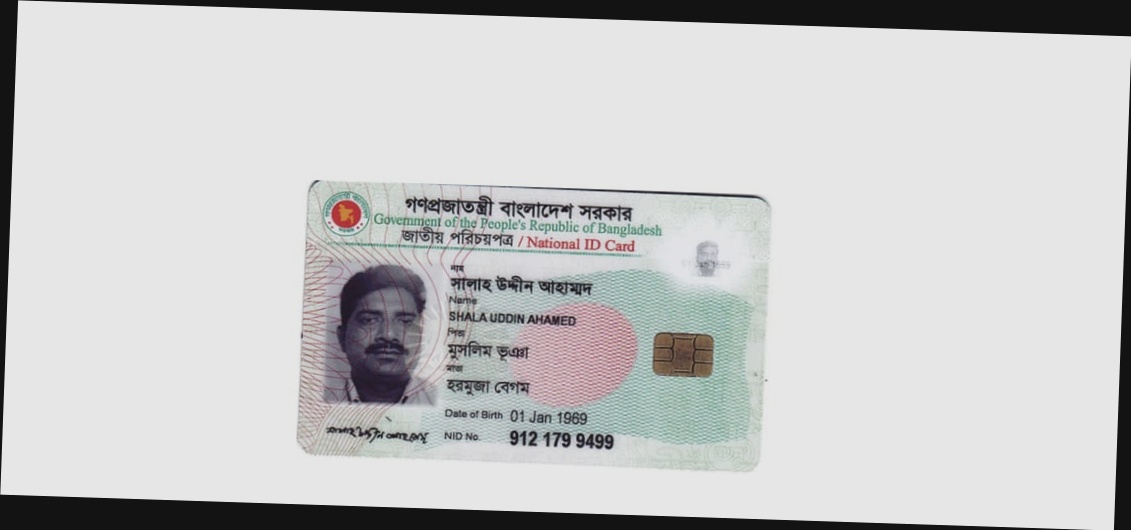 গণপ্রজাতন্ত্রী বাংলাদেশ সরকার
Government of the People's Republic of Bangladesh
জাতীয় পরিচয়পত্র / National ID Card
নাম
সালাহ উদ্দীন আহাম্মদ
Name
SHALA UDDIN AHAMED
পিতা
মুসলিম ভূঞা
মাতা
হরমুজা বেগম
Date of Birth 01 Jan 1969
NID No. 912 179 9499